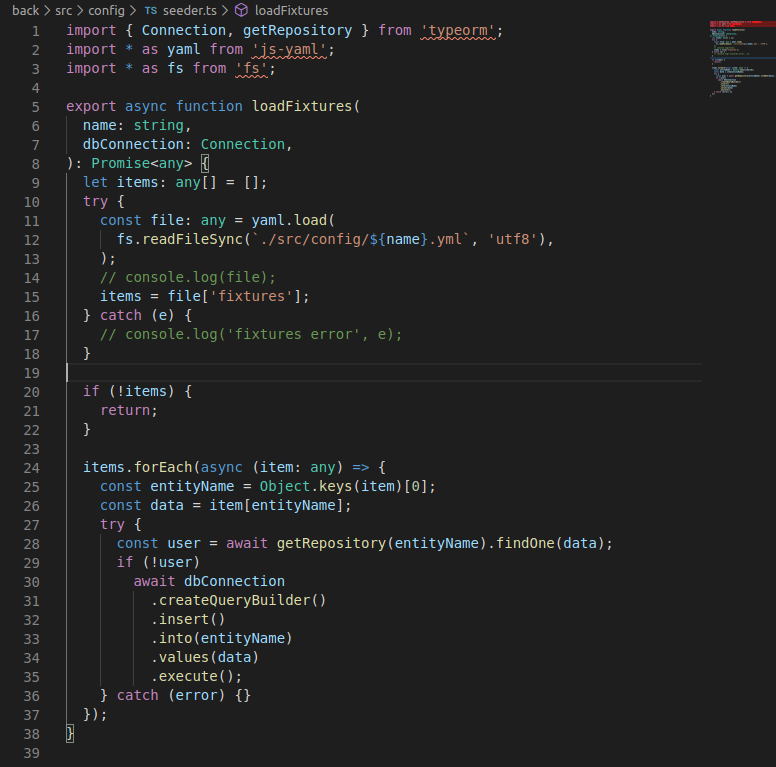 back > src > config > TS seeder.ts > loadFixtures
1 import { Connection, getRepository } from 'typeorm';
2 import * as yaml from 'js-yaml';
3 import * as fs from 'fs';
4
5 export async function loadFixtures(
6   name: string,
7   dbConnection: Connection,
8 ): Promise<any> {
9   let items: any[] = [];
10   try {
11     const file: any = yaml.load(
12       fs.readFileSync(`./src/config/${name}.yml`, 'utf8'),
13     );
14     // console.log(file);
15     items = file['fixtures'];
16   } catch (e) {
17     // console.log('fixtures error', e);
18   }
19
20   if (!items) {
21     return;
22   }
23
24   items.forEach(async (item: any) => {
25     const entityName = Object.keys(item)[0];
26     const data = item[entityName];
27     try {
28       const user = await getRepository(entityName).findOne(data);
29       if (!user)
30         await dbConnection
31           .createQueryBuilder()
32           .insert()
33           .into(entityName)
34           .values(data)
35           .execute();
36     } catch (error) {}
37   });
38 }
39